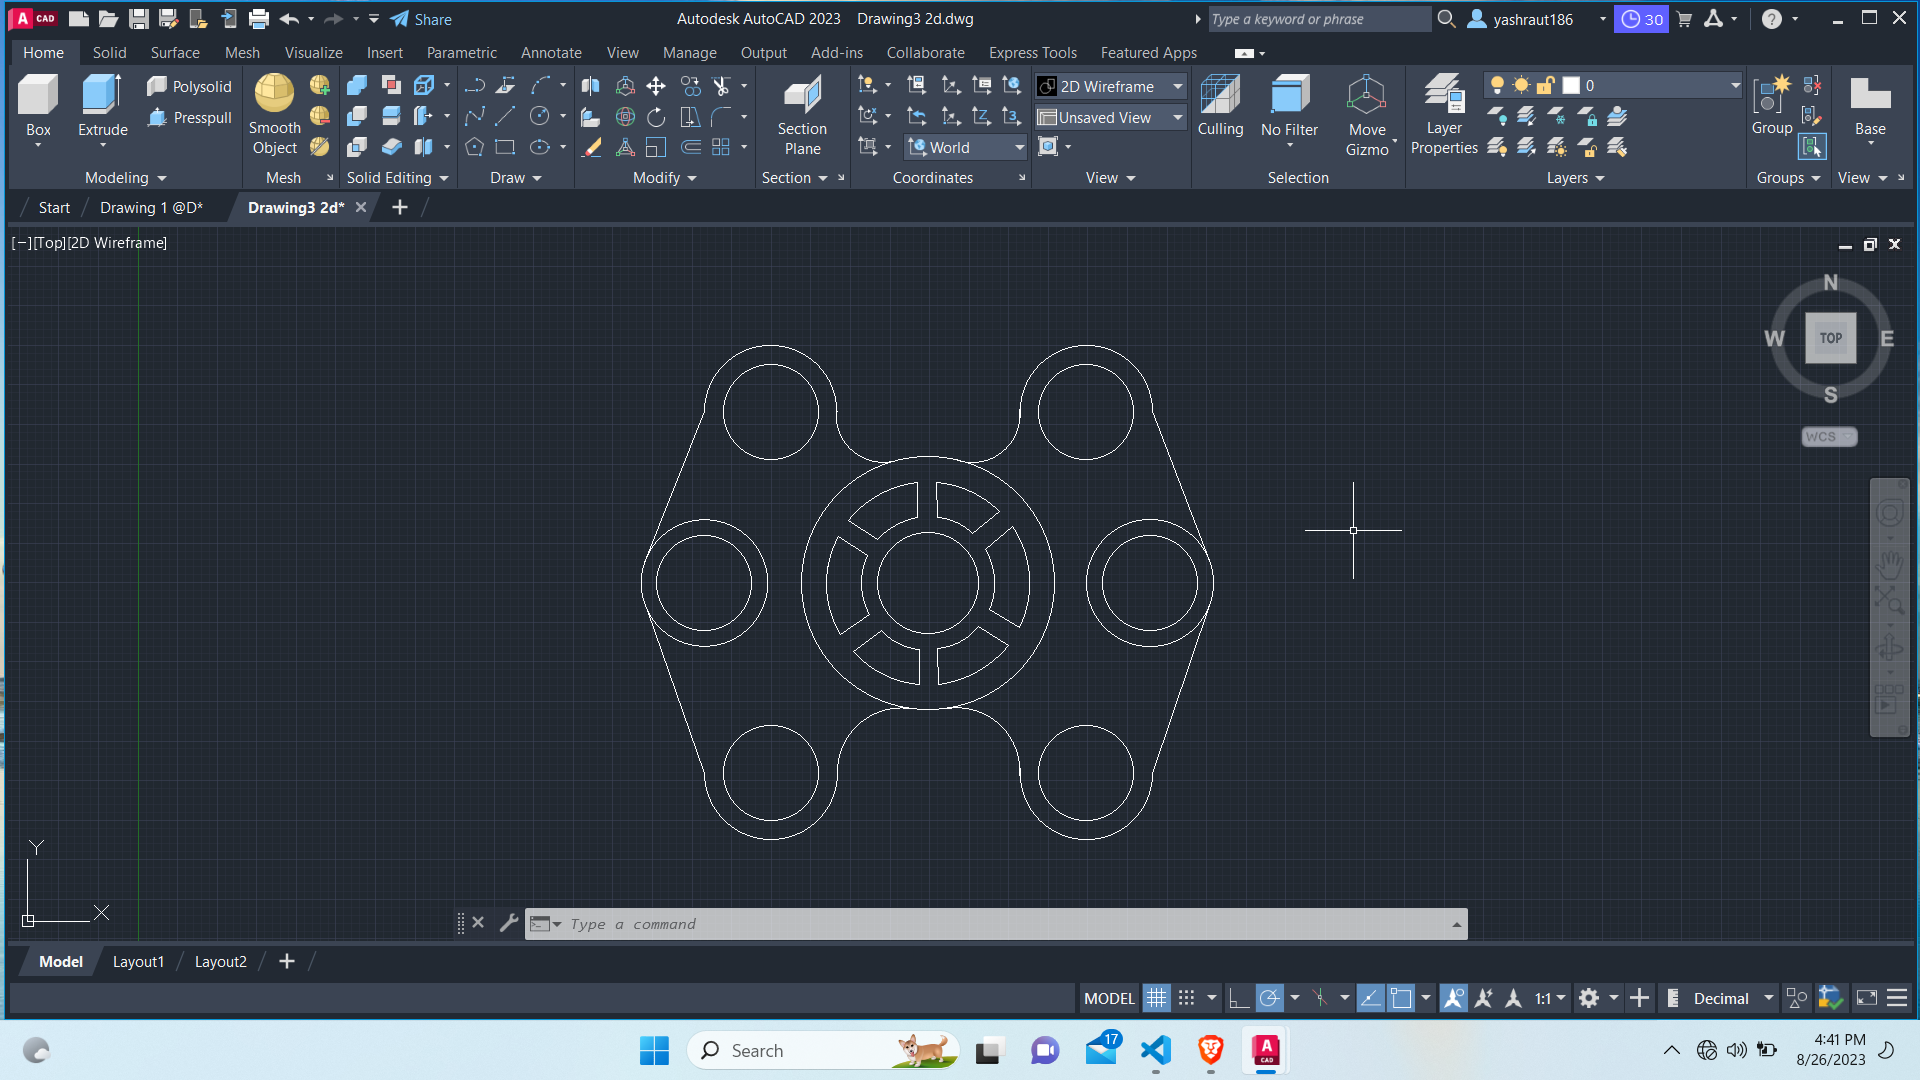 A CAD
Share
Autodesk AutoCAD 2023 Drawing3 2d.dwg
Type a keyword or phrase
yashraut186
30
Home Solid Surface Mesh Visualize Insert Parametric Annotate View Manage Output Add-ins Collaborate Express Tools Featured Apps
Box
Extrude
Polysolid
Presspull
Modeling
Smooth
Object
Mesh
Solid Editing
Draw
Modify
Section
Plane
Section
World
Coordinates
2D Wireframe
Unsaved View
View
Culling
No Filter
Move
Gizmo
Selection
Layer
Properties
0
Layers
Group
Groups
Base
View
Start
Drawing 1 @D*
Drawing3 2d*
[−][Top][2D Wireframe]
N
W
TOP
E
S
WCS
Y
X
Type a command
Model
Layout1
Layout2
MODEL
1:1
Decimal
Search
17
A
CAD
4:41 PM
8/26/2023